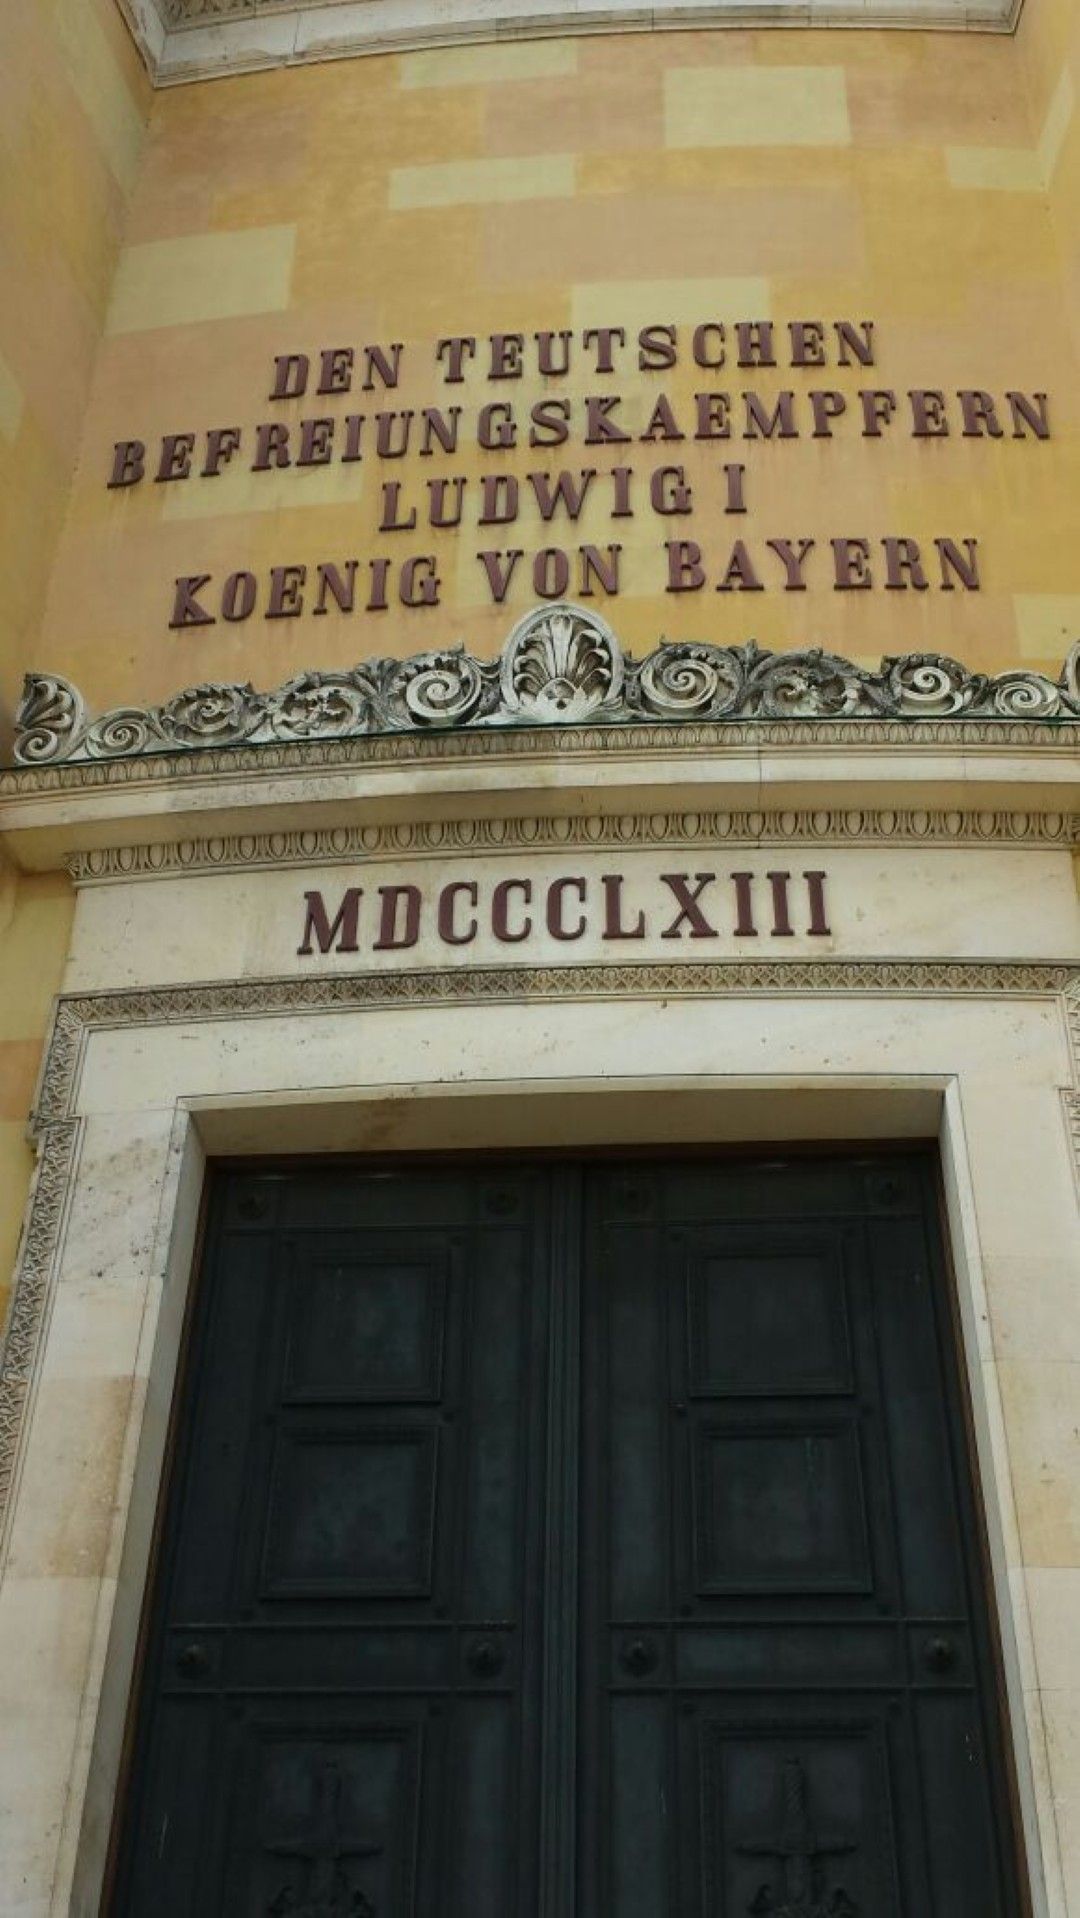 DEN TEUTSCHEN
BEFREIUNGSKAEMPFERN
LUDWIG I
KOENIG VON BAYERN
MDCCCLXIII